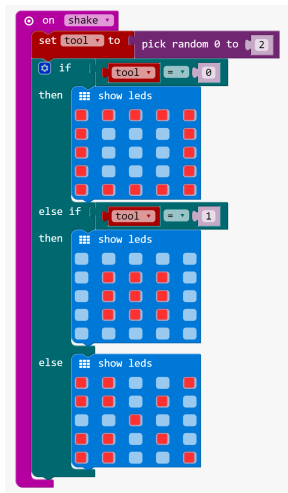 on shake
set tool to pick random 0 to 2
if tool = 0
then show leds
else if tool = 1
then show leds
else show leds